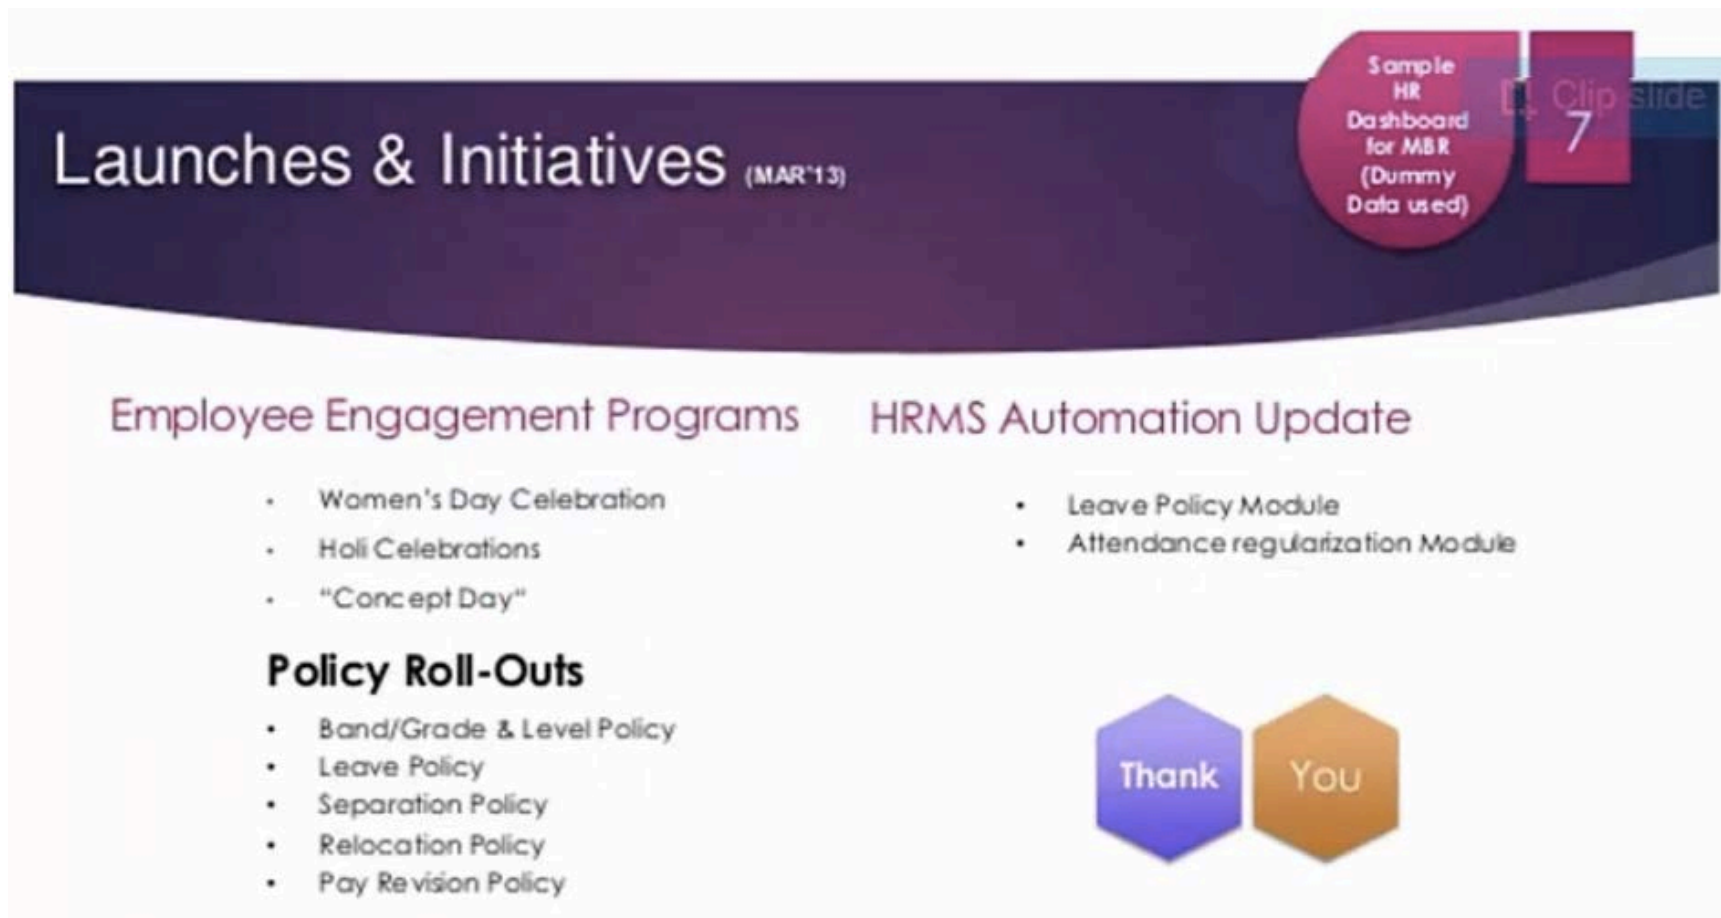 Sample
HR
Dashboard
for MBR
(Dummy
Data used)
Clip slide
7
Launches & Initiatives (MAR'13)
Employee Engagement Programs
• Women's Day Celebration
• Holi Celebrations
• "Concept Day"
Policy Roll-Outs
• Band/Grade & Level Policy
• Leave Policy
• Separation Policy
• Relocation Policy
• Pay Revision Policy
HRMS Automation Update
• Leave Policy Module
• Attendance regularization Module
Thank You